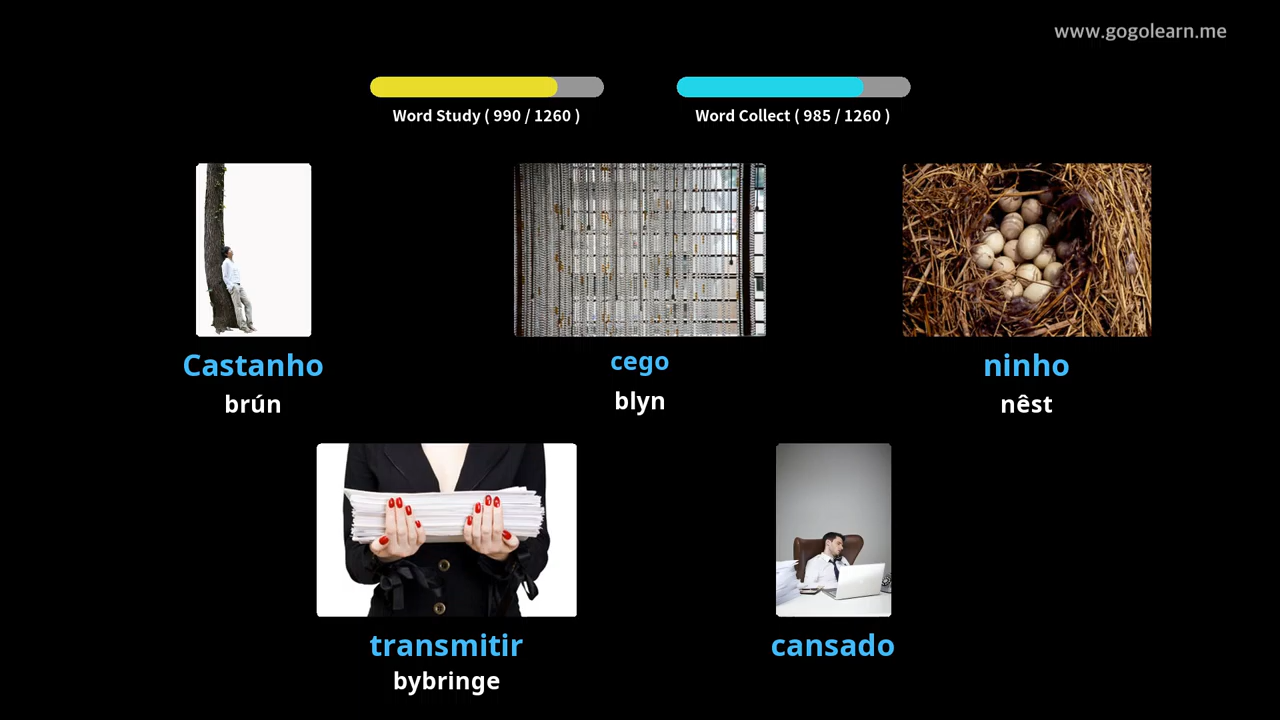 www.gogolearn.me
Word Study ( 990 / 1260 )
Word Collect ( 985 / 1260 )
Castanho
brún
cego
blyn
ninho
nêst
transmitir
bybringe
cansado